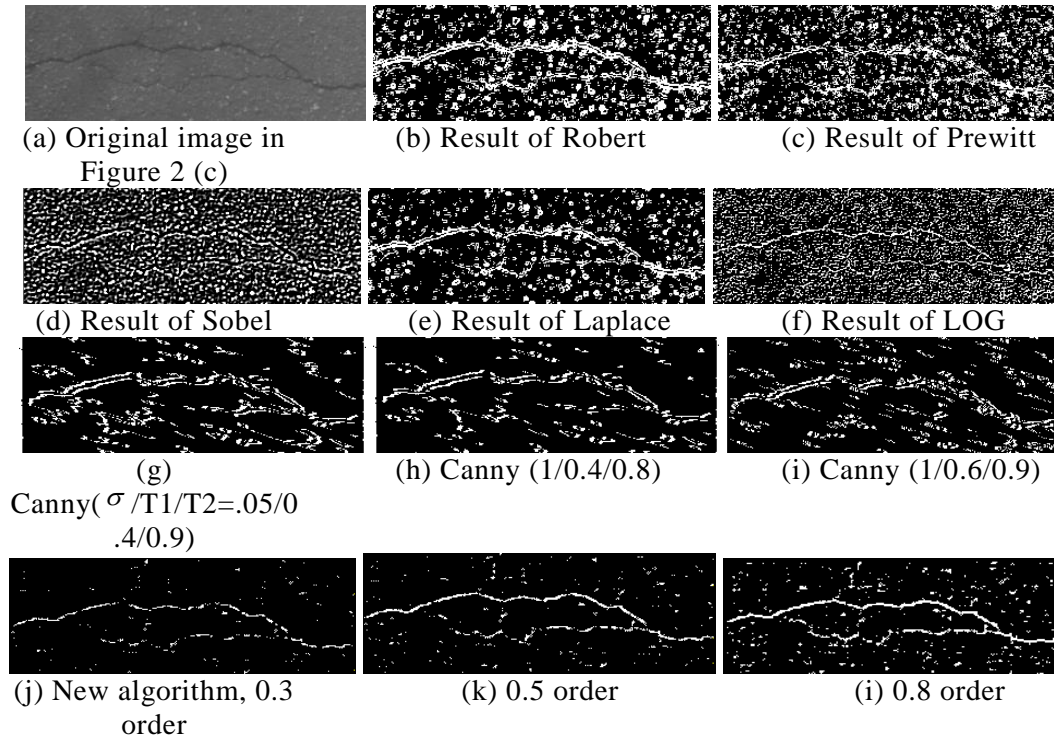 (a) Original image in
Figure 2 (c)
(b) Result of Robert
(c) Result of Prewitt
(d) Result of Sobel
(e) Result of Laplace
(f) Result of LOG
(g)
Canny( σ /T1/T2=.05/0
.4/0.9)
(h) Canny (1/0.4/0.8)
(i) Canny (1/0.6/0.9)
(j) New algorithm, 0.3
order
(k) 0.5 order
(i) 0.8 order